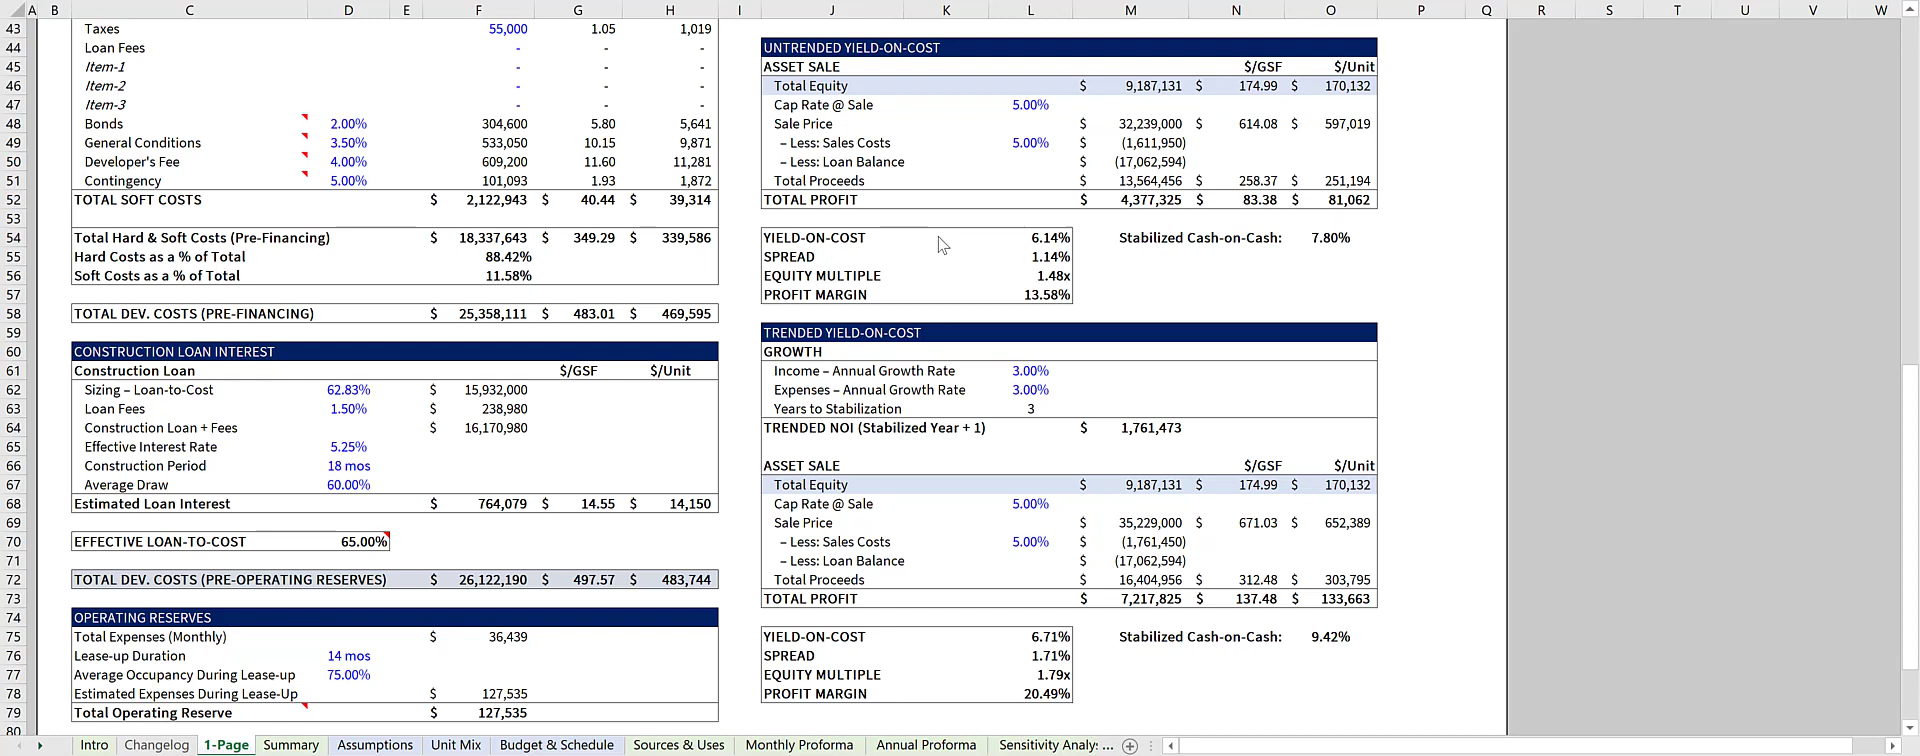 A B C D E F G H I J K L M N O P Q R S T U V W
43 Taxes 55,000 1.05 1,019
44 Loan Fees - - - UNTRENDED YIELD-ON-COST
45 Item-1 - - - ASSET SALE $/GSF $/Unit
46 Item-2 - - - Total Equity $ 9,187,131 $ 174.99 $ 170,132
47 Item-3 - - - Cap Rate @ Sale 5.00%
48 Bonds 2.00% 304,600 5.80 5,641 Sale Price $ 32,239,000 $ 614.08 $ 597,019
49 General Conditions 3.50% 533,050 10.15 9,871 – Less: Sales Costs 5.00% $ (1,611,950)
50 Developer's Fee 4.00% 609,200 11.60 11,281 – Less: Loan Balance $ (17,062,594)
51 Contingency 5.00% 101,093 1.93 1,872 Total Proceeds $ 13,564,456 $ 258.37 $ 251,194
52 TOTAL SOFT COSTS $ 2,122,943 $ 40.44 $ 39,314 TOTAL PROFIT $ 4,377,325 $ 83.38 $ 81,062
53
54 Total Hard & Soft Costs (Pre-Financing) $ 18,337,643 $ 349.29 $ 339,586 YIELD-ON-COST 6.14% Stabilized Cash-on-Cash: 7.80%
55 Hard Costs as a % of Total 88.42% SPREAD 1.14%
56 Soft Costs as a % of Total 11.58% EQUITY MULTIPLE 1.48x
57 PROFIT MARGIN 13.58%
58 TOTAL DEV. COSTS (PRE-FINANCING) $ 25,358,111 $ 483.01 $ 469,595
59 TRENDED YIELD-ON-COST
60 CONSTRUCTION LOAN INTEREST GROWTH
61 Construction Loan $/GSF $/Unit Income – Annual Growth Rate 3.00%
62 Sizing – Loan-to-Cost 62.83% $ 15,932,000 Expenses – Annual Growth Rate 3.00%
63 Loan Fees 1.50% $ 238,980 Years to Stabilization 3
64 Construction Loan + Fees $ 16,170,980 TRENDED NOI (Stabilized Year + 1) $ 1,761,473
65 Effective Interest Rate 5.25%
66 Construction Period 18 mos ASSET SALE $/GSF $/Unit
67 Average Draw 60.00% Total Equity $ 9,187,131 $ 174.99 $ 170,132
68 Estimated Loan Interest $ 764,079 $ 14.55 $ 14,150 Cap Rate @ Sale 5.00%
69 Sale Price $ 35,229,000 $ 671.03 $ 652,389
70 EFFECTIVE LOAN-TO-COST 65.00% – Less: Sales Costs 5.00% $ (1,761,450)
71 – Less: Loan Balance $ (17,062,594)
72 TOTAL DEV. COSTS (PRE-OPERATING RESERVES) $ 26,122,190 $ 497.57 $ 483,744 Total Proceeds $ 16,404,956 $ 312.48 $ 303,795
73 TOTAL PROFIT $ 7,217,825 $ 137.48 $ 133,663
74 OPERATING RESERVES
75 Total Expenses (Monthly) $ 36,439 YIELD-ON-COST 6.71% Stabilized Cash-on-Cash: 9.42%
76 Lease-up Duration 14 mos SPREAD 1.71%
77 Average Occupancy During Lease-up 75.00% EQUITY MULTIPLE 1.79x
78 Estimated Expenses During Lease-Up $ 127,535 PROFIT MARGIN 20.49%
79 Total Operating Reserve $ 127,535
80
Intro Changelog 1-Page Summary Assumptions Unit Mix Budget & Schedule Sources & Uses Monthly Proforma Annual Proforma Sensitivity Analy: ...